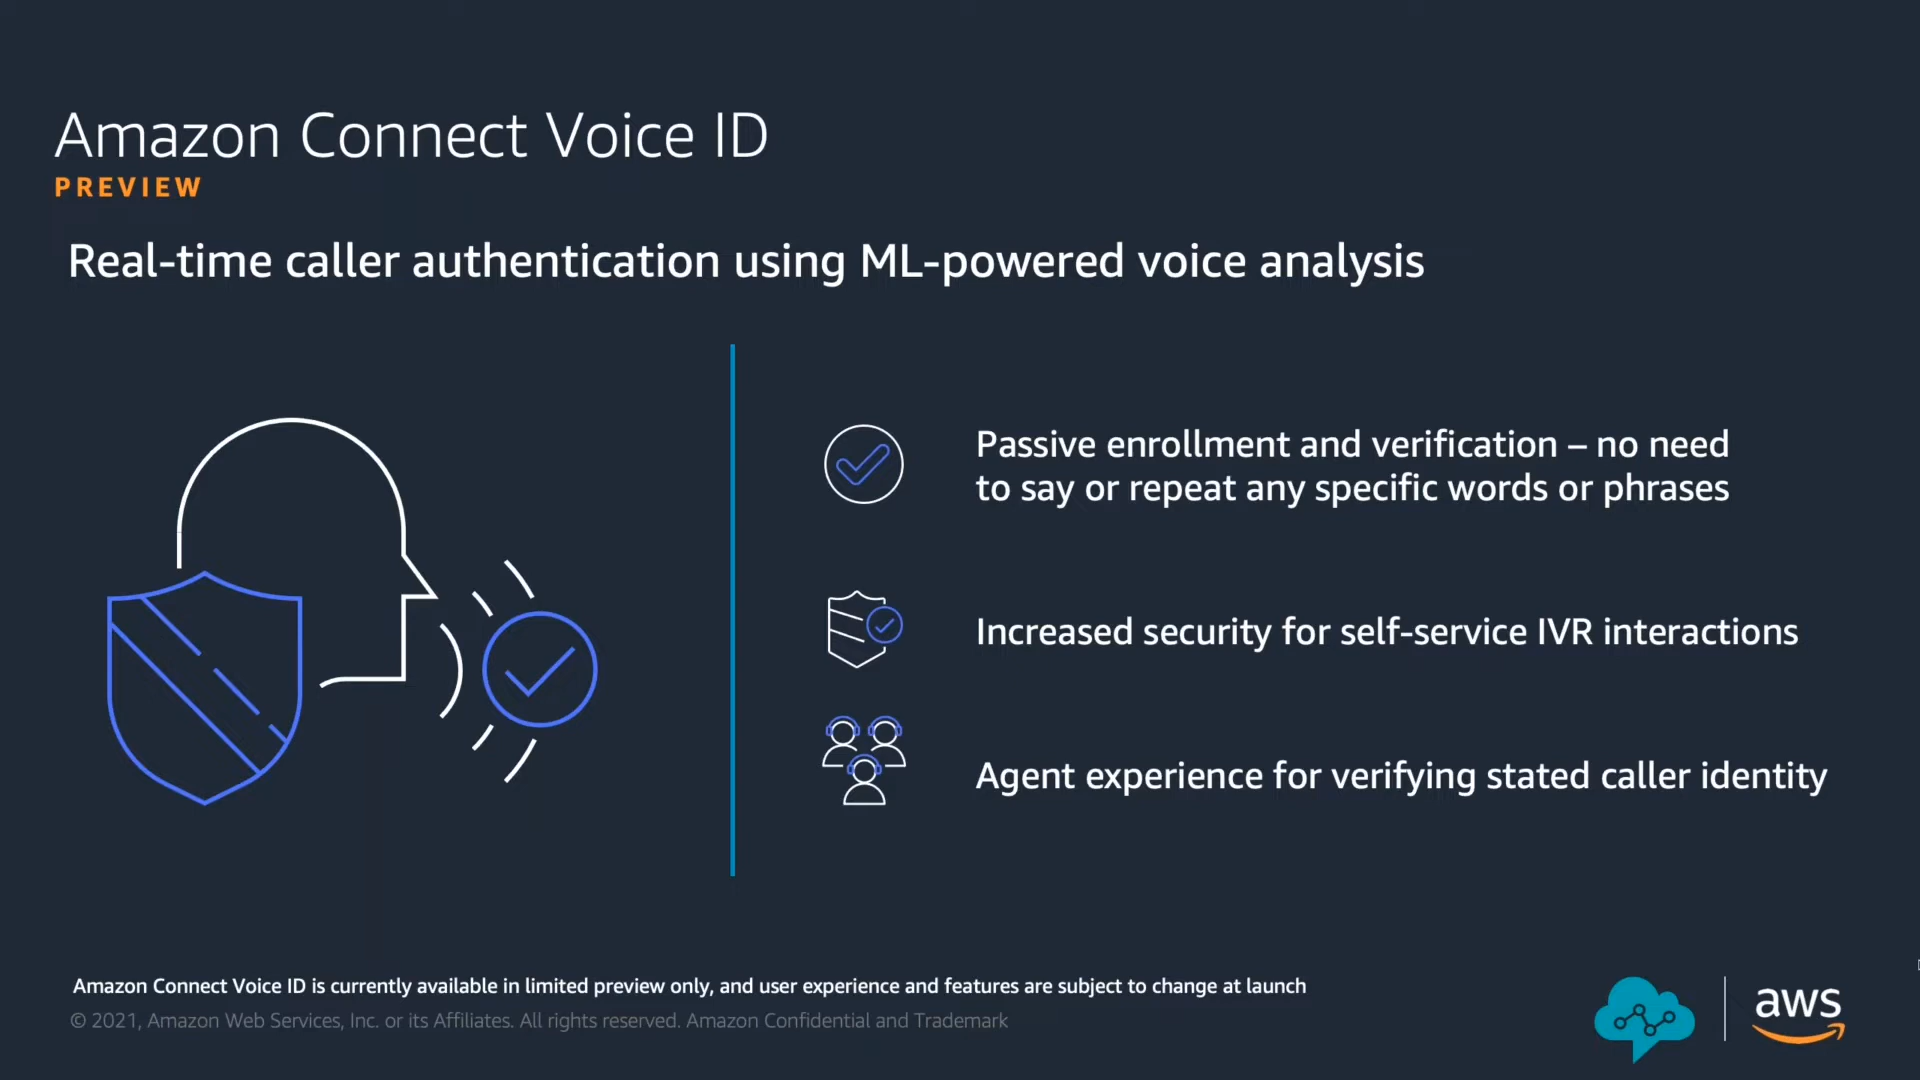 Amazon Connect Voice ID
PREVIEW
Real-time caller authentication using ML-powered voice analysis
Passive enrollment and verification – no need
to say or repeat any specific words or phrases
Increased security for self-service IVR interactions
Agent experience for verifying stated caller identity
Amazon Connect Voice ID is currently available in limited preview only, and user experience and features are subject to change at launch
© 2021, Amazon Web Services, Inc. or its Affiliates. All rights reserved. Amazon Confidential and Trademark
aws